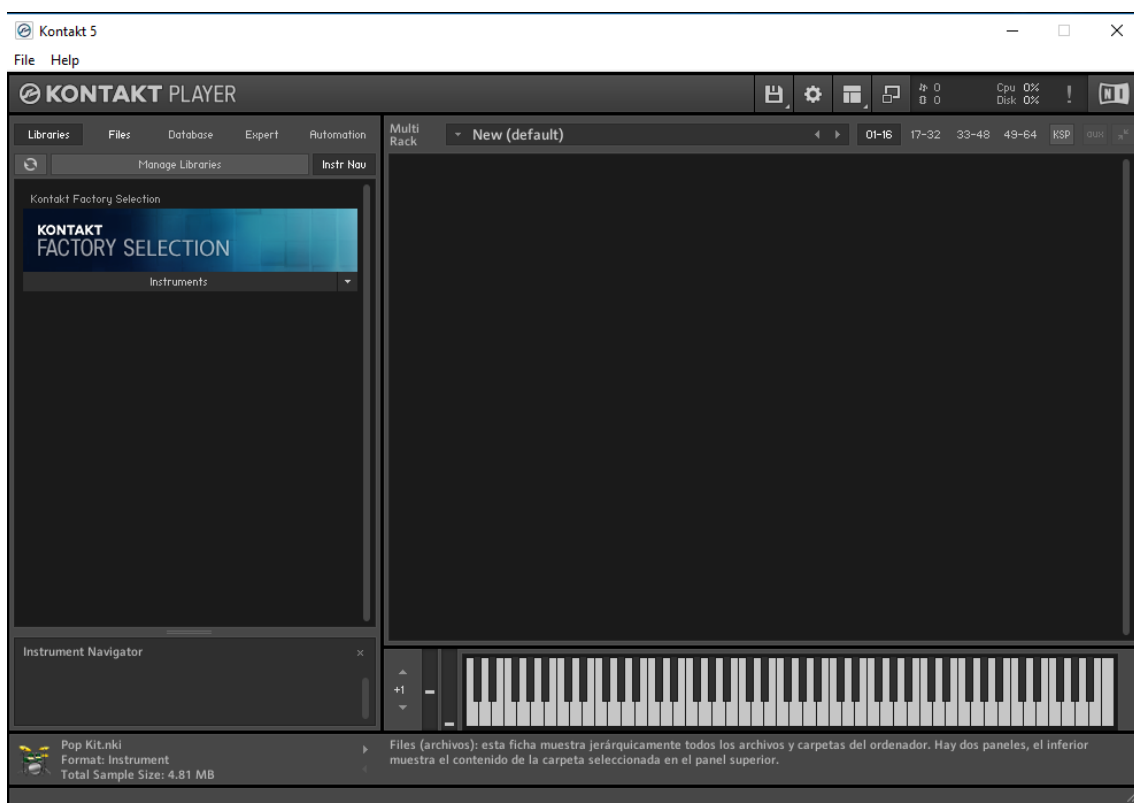 Kontakt 5
File Help
KONTAKT PLAYER
0
0
Cpu 0%
Disk 0%
!
NI
Libraries Files Database Expert Automation
Manage Libraries Instr Nav
Kontakt Factory Selection
KONTAKT
FACTORY SELECTION
Instruments
Multi
Rack
New (default)
01-16 17-32 33-48 49-64 KSP aux
Instrument Navigator ×
+1
Pop Kit.nki
Format: Instrument
Total Sample Size: 4.81 MB
Files (archivos): esta ficha muestra jerárquicamente todos los archivos y carpetas del ordenador. Hay dos paneles, el inferior
muestra el contenido de la carpeta seleccionada en el panel superior.